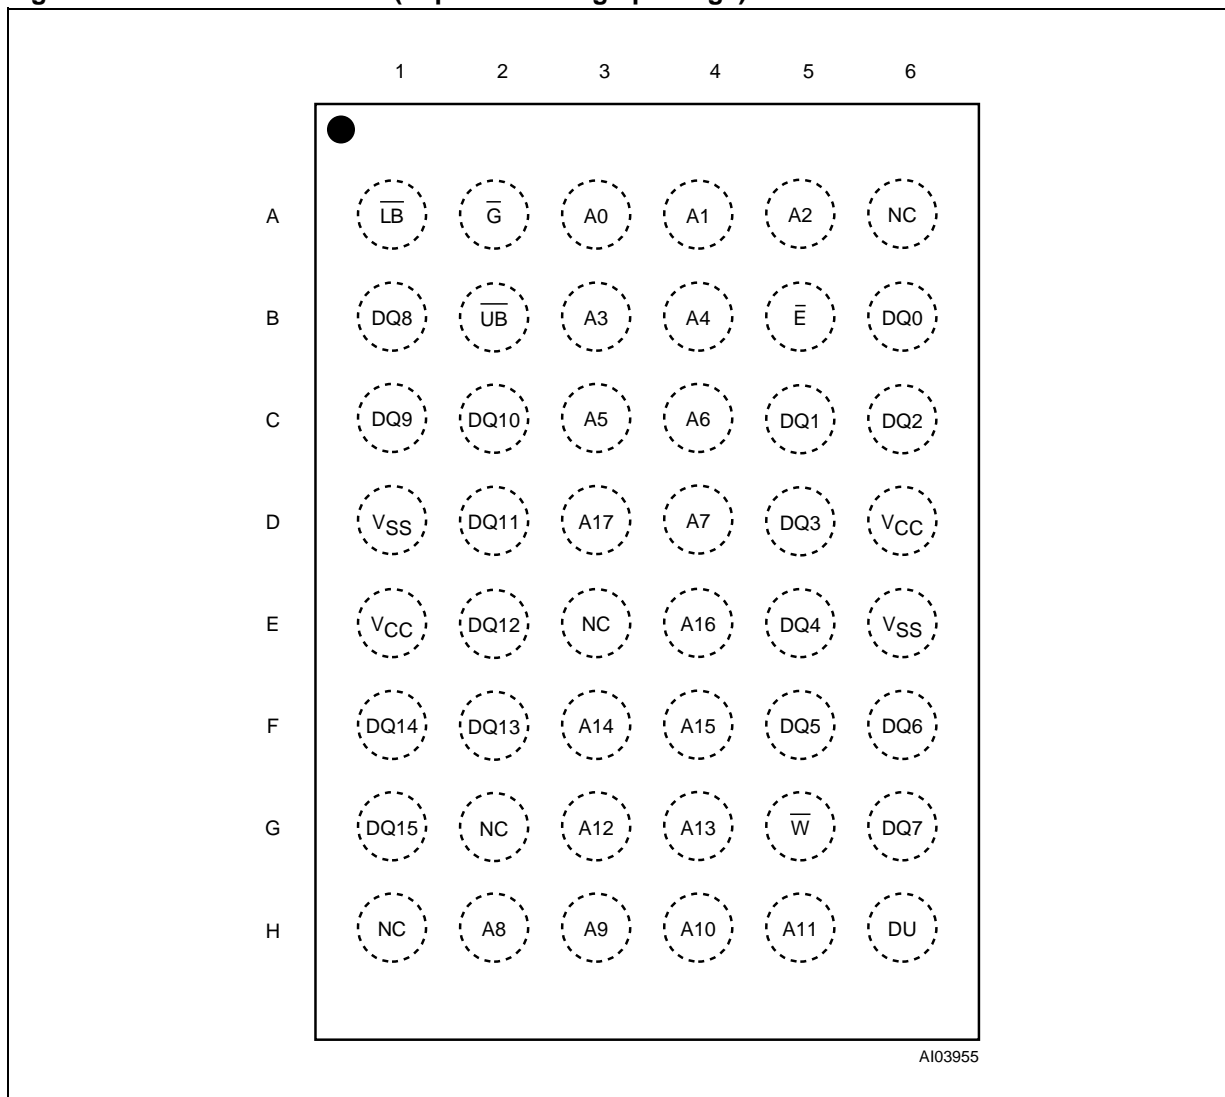 1 2 3 4 5 6
A L̅B̅ G̅ A0 A1 A2 NC
B DQ8 U̅B̅ A3 A4 E̅ DQ0
C DQ9 DQ10 A5 A6 DQ1 DQ2
D VSS DQ11 A17 A7 DQ3 VCC
E VCC DQ12 NC A16 DQ4 VSS
F DQ14 DQ13 A14 A15 DQ5 DQ6
G DQ15 NC A12 A13 W̅ DQ7
H NC A8 A9 A10 A11 DU
AI03955